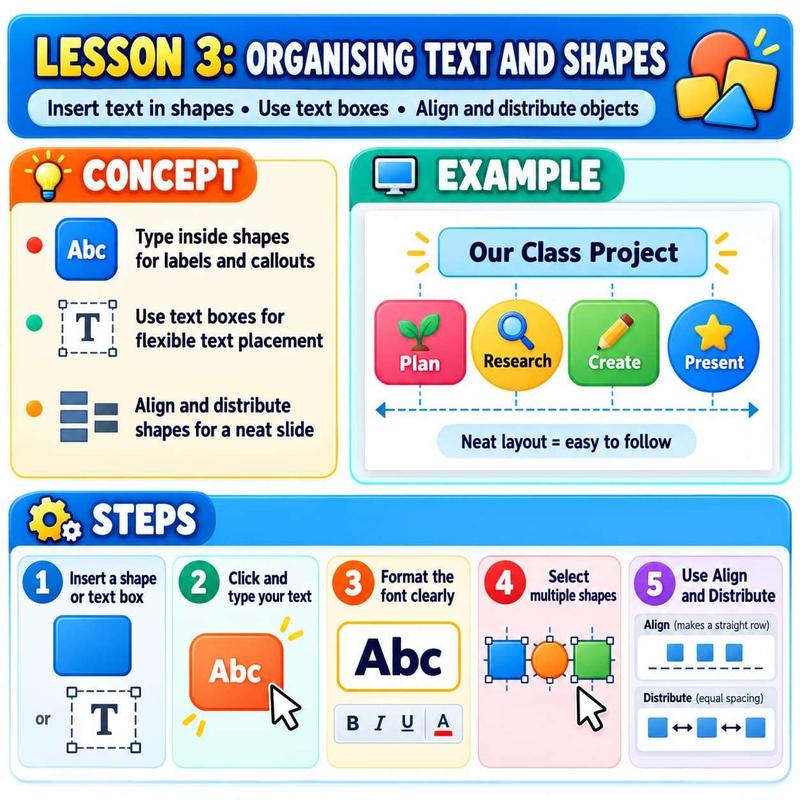 LESSON 3: ORGANISING TEXT AND SHAPES
Insert text in shapes • Use text boxes • Align and distribute objects
CONCEPT
Abc
Type inside shapes
for labels and callouts
T
Use text boxes for
flexible text placement
Align and distribute
shapes for a neat slide
EXAMPLE
Our Class Project
Plan
Research
Create
Present
Neat layout = easy to follow
STEPS
1
Insert a shape
or text box
or
T
2
Click and
type your text
Abc
3
Format the
font clearly
Abc
B I U A
4
Select
multiple shapes
5
Use Align
and Distribute
Align (makes a straight row)
Distribute (equal spacing)